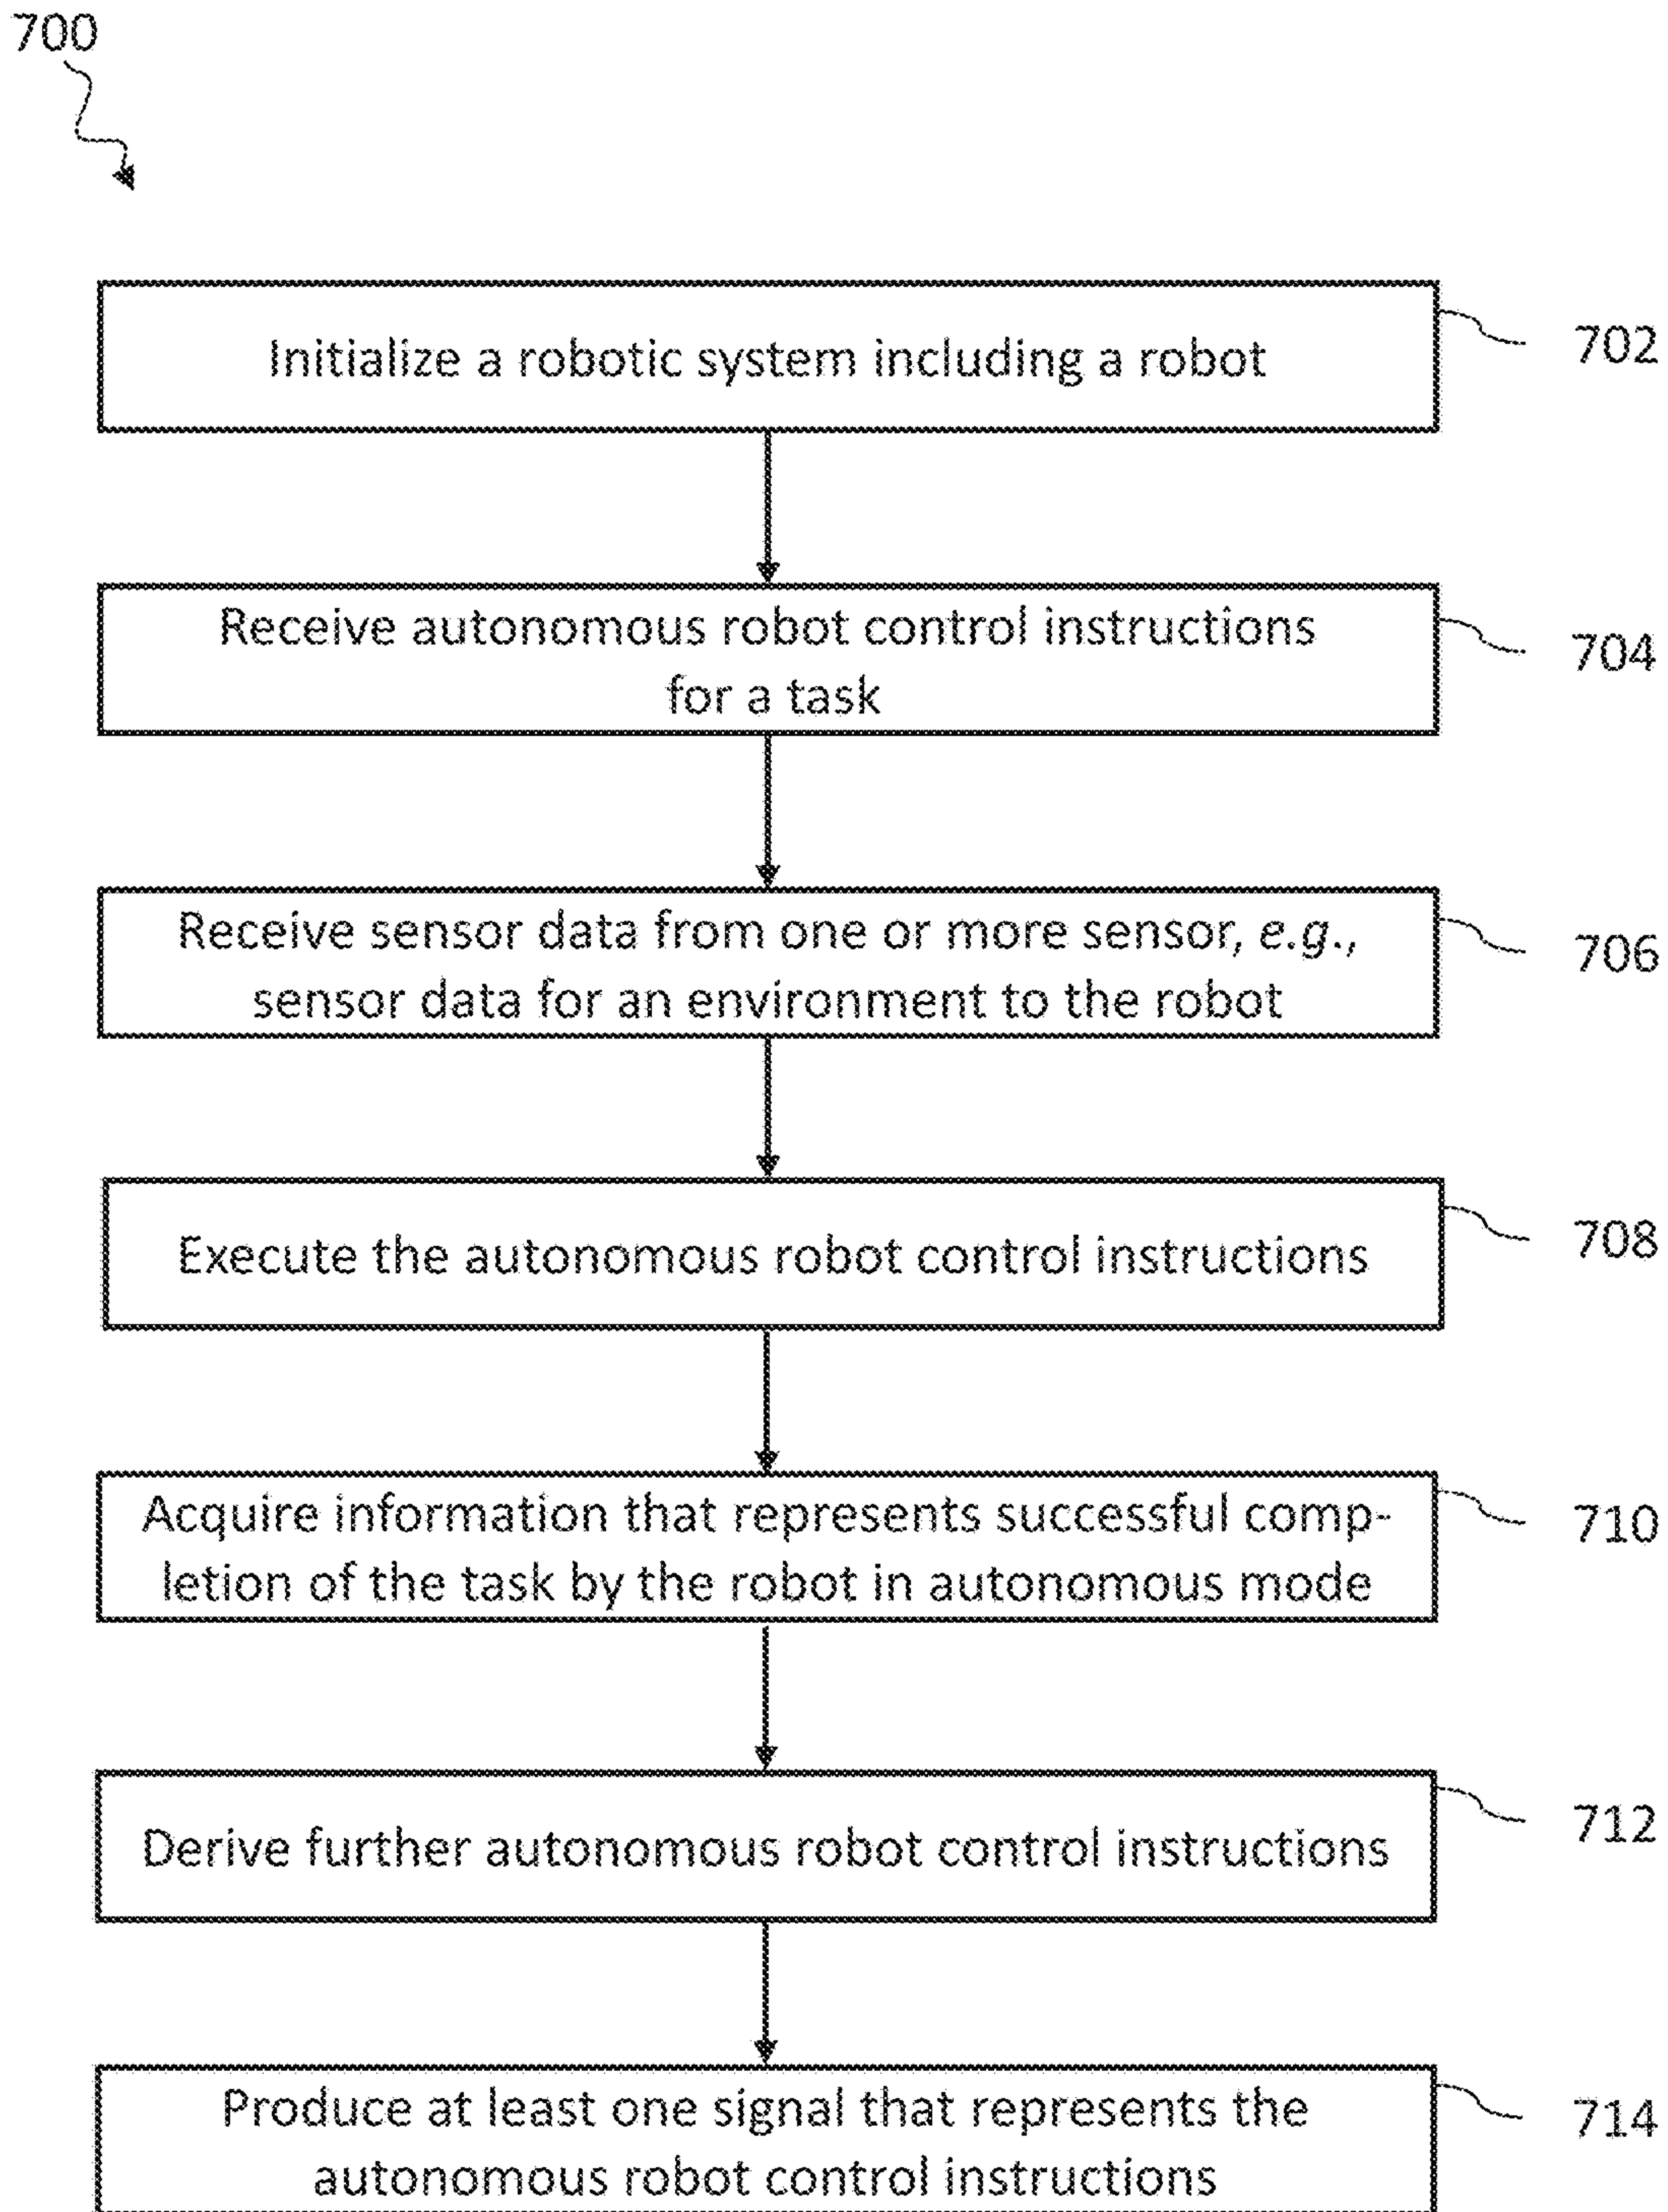 700
Initialize a robotic system including a robot
702
Receive autonomous robot control instructions
for a task
704
Receive sensor data from one or more sensor, e.g.,
sensor data for an environment to the robot
706
Execute the autonomous robot control instructions
708
Acquire information that represents successful comp-
letion of the task by the robot in autonomous mode
710
Derive further autonomous robot control instructions
712
Produce at least one signal that represents the
autonomous robot control instructions
714